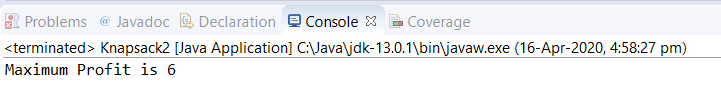 Problems @ Javadoc Declaration Console Coverage
<terminated> Knapsack2 [Java Application] C:\Java\jdk-13.0.1\bin\javaw.exe (16-Apr-2020, 4:58:27 pm)
Maximum Profit is 6